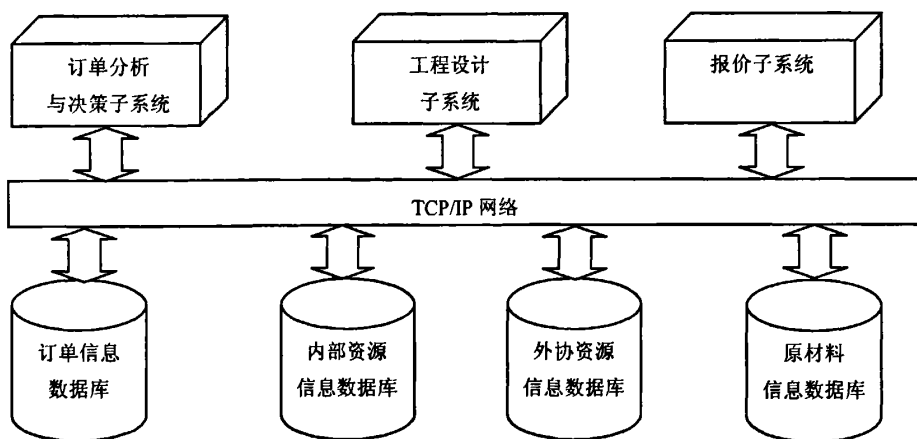 订单分析
与决策子系统
工程设计
子系统
报价子系统
TCP/IP 网络
订单信息
数据库
内部资源
信息数据库
外协资源
信息数据库
原材料
信息数据库